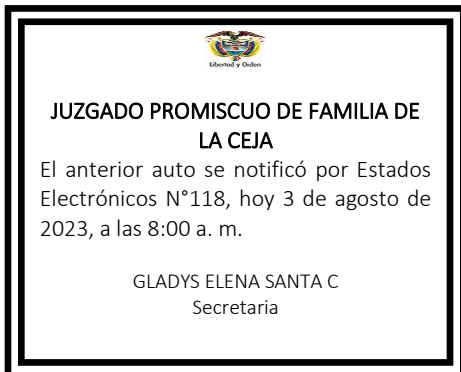 Libertad y Orden
JUZGADO PROMISCUO DE FAMILIA DE
LA CEJA
El anterior auto se notificó por Estados
Electrónicos N°118, hoy 3 de agosto de
2023, a las 8:00 a. m.
GLADYS ELENA SANTA C
Secretaria